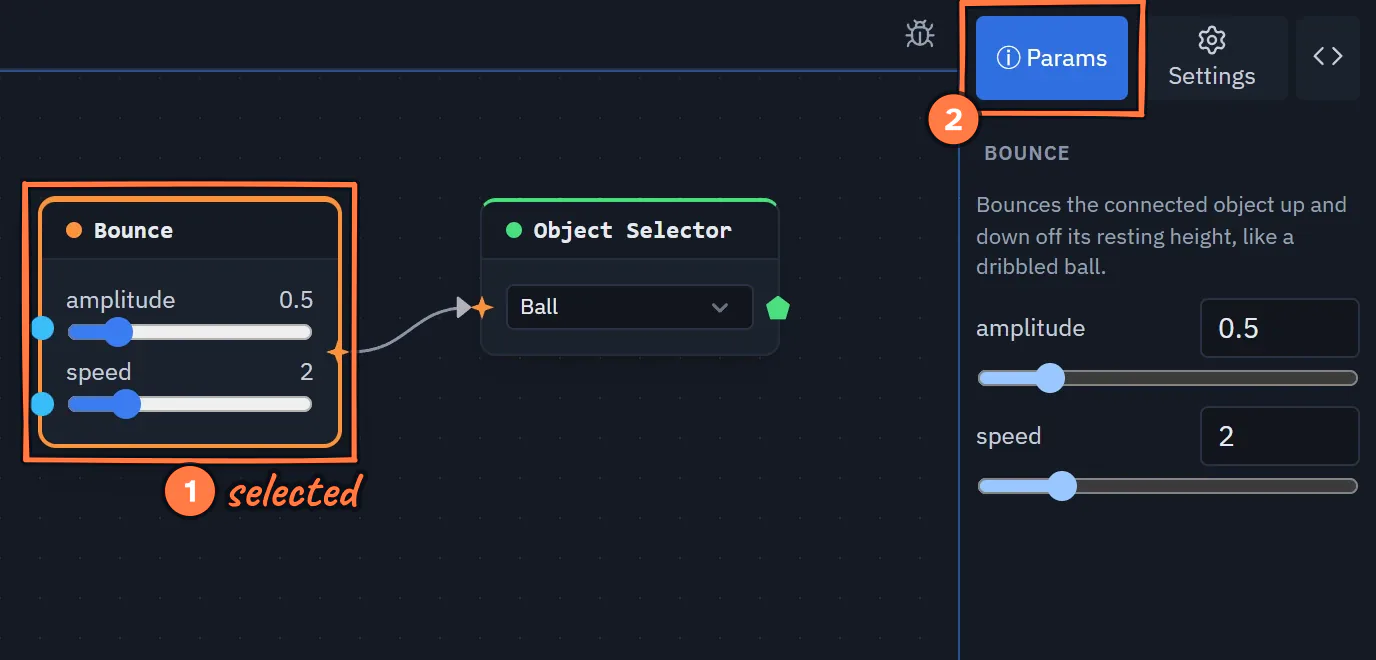 Params
Settings
2
BOUNCE
Bounces the connected object up and
down off its resting height, like a
dribbled ball.
amplitude 0.5
speed 2
Bounce
amplitude 0.5
speed 2
Object Selector
Ball
1 selected